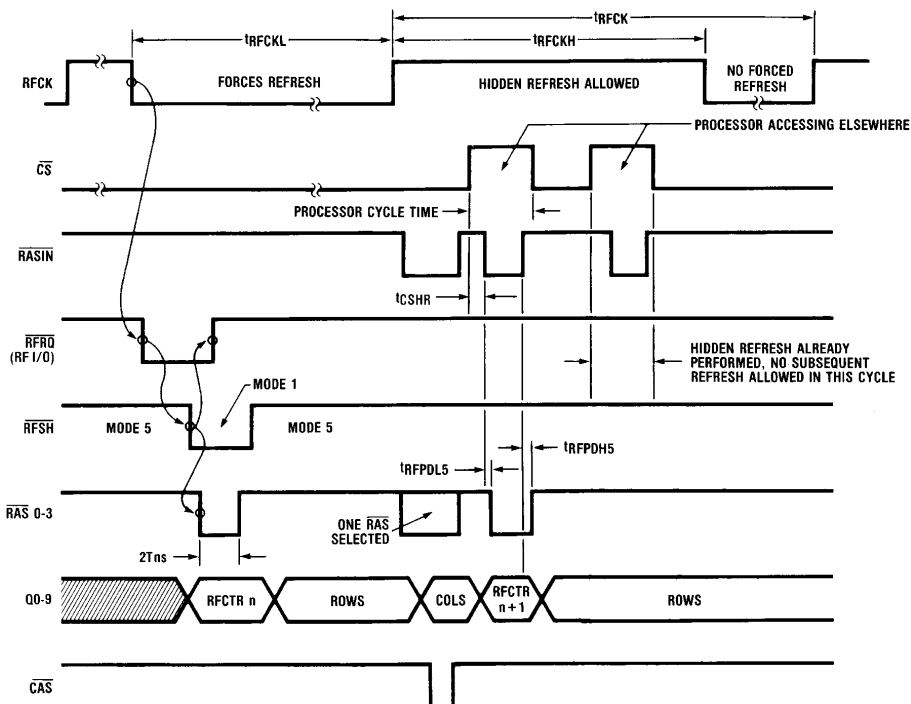 tRFCK
tRFCKL
tRFCKH
RFCK
FORCES REFRESH
HIDDEN REFRESH ALLOWED
NO FORCED
REFRESH
PROCESSOR ACCESSING ELSEWHERE
CS
PROCESSOR CYCLE TIME
RASIN
tCSHR
RFRQ
(RF I/O)
HIDDEN REFRESH ALREADY
PERFORMED, NO SUBSEQUENT
REFRESH ALLOWED IN THIS CYCLE
MODE 1
RFSH
MODE 5
MODE 5
tRFPDL5
tRFPDH5
RAS 0-3
ONE RAS
SELECTED
2Tns
Q0-9
RFCTR n
ROWS
COLS
RFCTR
n+1
ROWS
CAS